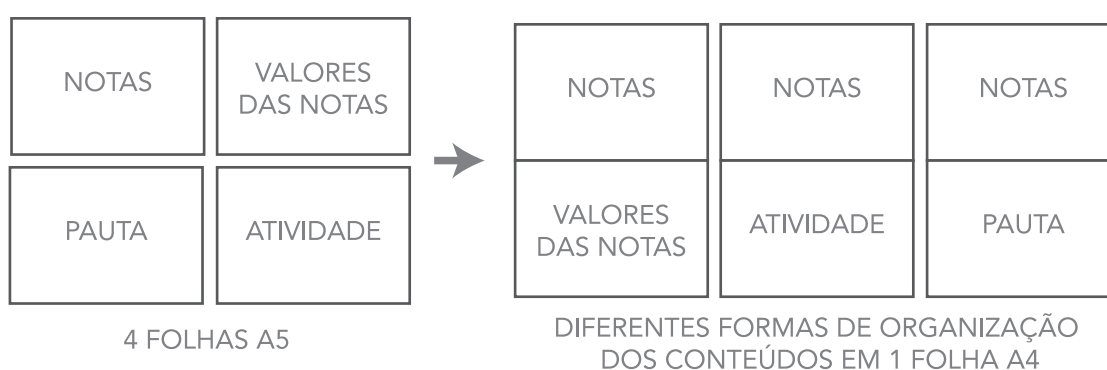 NOTAS
VALORES
DAS NOTAS
PAUTA
ATIVIDADE
4 FOLHAS A5
NOTAS
NOTAS
NOTAS
VALORES
DAS NOTAS
ATIVIDADE
PAUTA
DIFERENTES FORMAS DE ORGANIZAÇÃO
DOS CONTEÚDOS EM 1 FOLHA A4